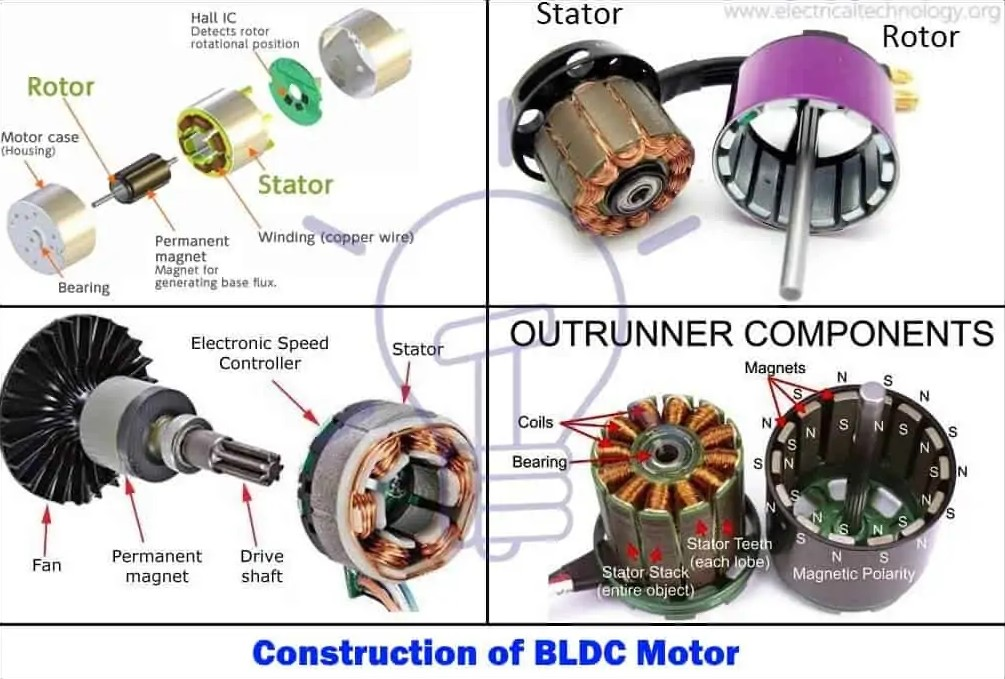 Hall IC
Detects rotor
rotational position
Rotor
Motor case
(Housing)
Stator
Winding (copper wire)
Permanent
magnet
Magnet for
generating base flux.
Bearing
www.electricaltechnology.org
Stator
Rotor
Electronic Speed
Controller
Stator
Fan
Permanent
magnet
Drive
shaft
OUTRUNNER COMPONENTS
Magnets
N S
S N
N S
N S N S
S N S N
N S N S
S N N S
N S N
Coils
Bearing
Stator Teeth
(each lobe)
Stator Stack
(entire object)
Magnetic Polarity
Construction of BLDC Motor